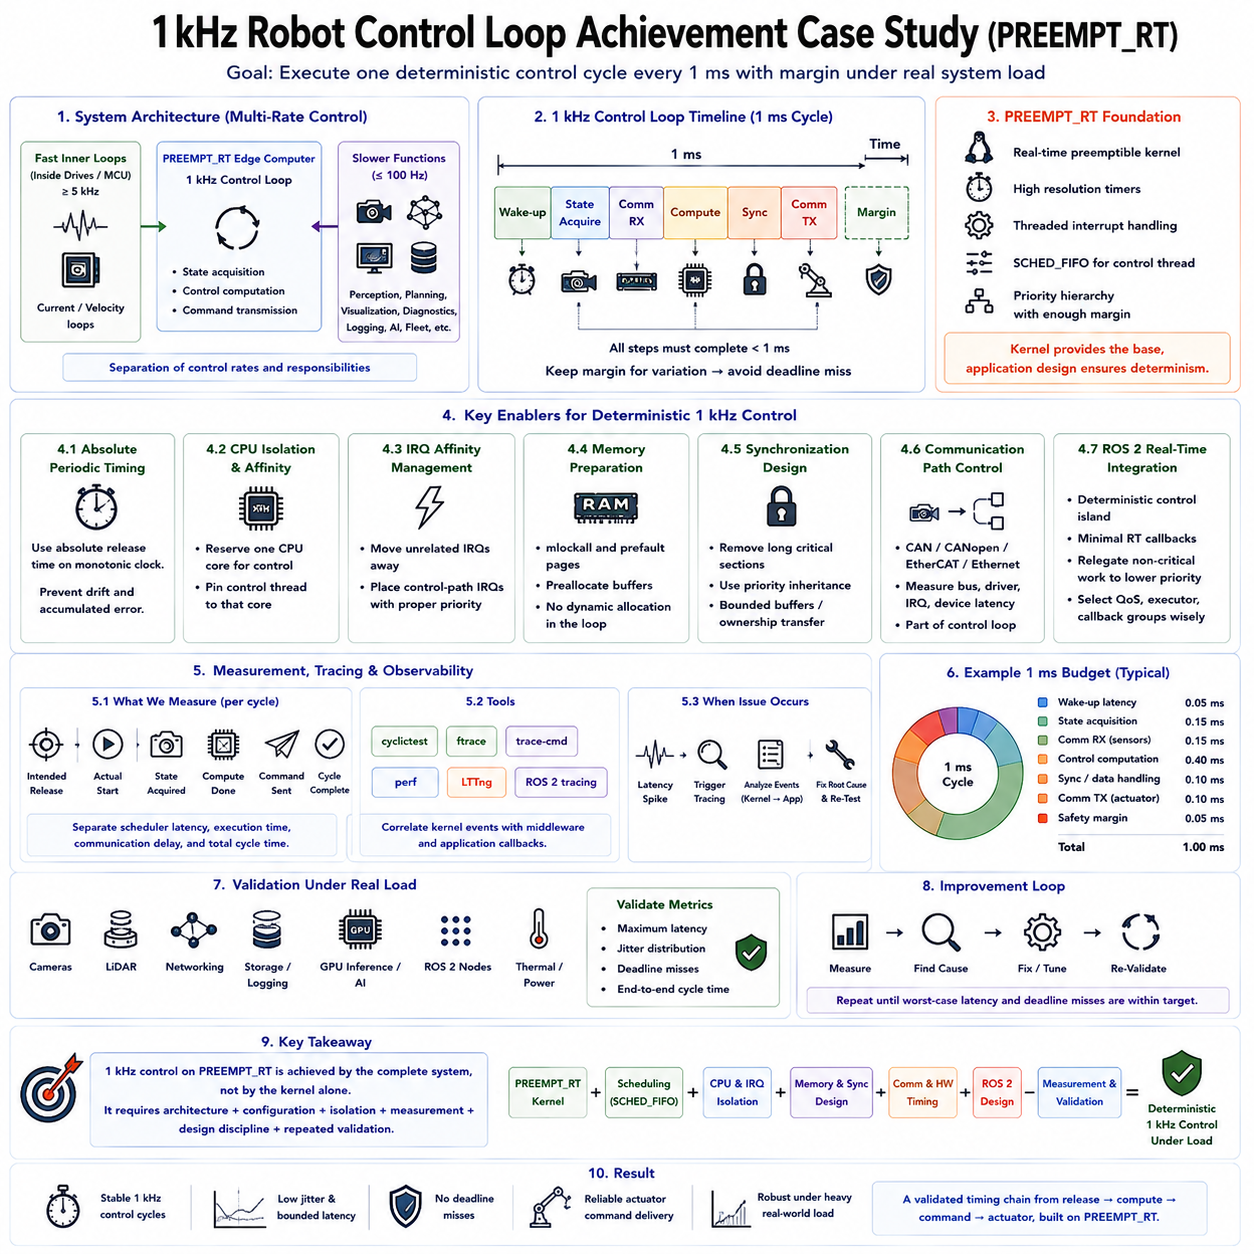 1 kHz Robot Control Loop Achievement Case Study (PREEMPT_RT)
Goal: Execute one deterministic control cycle every 1 ms with margin under real system load
1. System Architecture (Multi-Rate Control)
Fast Inner Loops
(Inside Drives / MCU)
≥ 5 kHz
Current / Velocity
loops
PREEMPT_RT Edge Computer
1 kHz Control Loop
• State acquisition
• Control computation
• Command transmission
Slower Functions
(≤ 100 Hz)
Perception, Planning,
Visualization, Diagnostics,
Logging, AI, Fleet, etc.
Separation of control rates and responsibilities
2. 1 kHz Control Loop Timeline (1 ms Cycle)
Time
1 ms
Wake-up
State
Acquire
Comm
RX
Compute
Sync
Comm
TX
Margin
All steps must complete < 1 ms
Keep margin for variation → avoid deadline miss
3. PREEMPT_RT Foundation
Real-time preemptible kernel
High resolution timers
Threaded interrupt handling
SCHED_FIFO for control thread
Priority hierarchy
with enough margin
Kernel provides the base,
application design ensures determinism.
4. Key Enablers for Deterministic 1 kHz Control
4.1 Absolute
Periodic Timing
Use absolute release
time on monotonic clock.
Prevent drift and
accumulated error.
4.2 CPU Isolation
& Affinity
• Reserve one CPU
core for control
• Pin control thread
to that core
4.3 IRQ Affinity
Management
• Move unrelated IRQs
away
• Place control-path IRQs
with proper priority
4.4 Memory
Preparation
RAM
• mlockall and prefault
pages
• Preallocate buffers
• No dynamic allocation
in the loop
4.5 Synchronization
Design
• Remove long critical
sections
• Use priority inheritance
• Bounded buffers /
ownership transfer
4.6 Communication
Path Control
• CAN / CANopen /
EtherCAT / Ethernet
• Measure bus, driver,
IRQ, device latency
• Part of control loop
4.7 ROS 2 Real-Time
Integration
• Deterministic control
island
• Minimal RT callbacks
• Relegate non-critical
work to lower priority
• Select QoS, executor,
callback groups wisely
5. Measurement, Tracing & Observability
5.1 What We Measure (per cycle)
Intended
Release
Actual
Start
State
Acquired
Compute
Done
Command
Sent
Cycle
Complete
Separate scheduler latency, execution time,
communication delay, and total cycle time.
5.2 Tools
cyclictest
ftrace
trace-cmd
perf
LTTng
ROS 2 tracing
Correlate kernel events with middleware
and application callbacks.
5.3 When Issue Occurs
Latency
Spike
Trigger
Tracing
Analyze Events
(Kernel → App)
Fix Root Cause
& Re-Test
6. Example 1 ms Budget (Typical)
1 ms
Cycle
Wake-up latency 0.05 ms
State acquisition 0.15 ms
Comm RX (sensors) 0.15 ms
Control computation 0.40 ms
Sync / data handling 0.10 ms
Comm TX (actuator) 0.10 ms
Safety margin 0.05 ms
Total 1.00 ms
7. Validation Under Real Load
Cameras
LiDAR
Networking
Storage /
Logging
GPU
GPU Inference /
AI
ROS 2 Nodes
Thermal /
Power
Validate Metrics
• Maximum latency
• Jitter distribution
• Deadline misses
• End-to-end cycle time
8. Improvement Loop
Measure
Find Cause
Fix / Tune
Re-Validate
Repeat until worst-case latency and deadline misses are within target.
9. Key Takeaway
1 kHz control on PREEMPT_RT is achieved by the complete system,
not by the kernel alone.
It requires architecture + configuration + isolation + measurement +
design discipline + repeated validation.
PREEMPT_RT
Kernel
+
Scheduling
(SCHED_FIFO)
+
CPU & IRQ
Isolation
+
Memory & Sync
Design
+
Comm & HW
Timing
+
ROS 2
Design
−
Measurement &
Validation
=
Deterministic
1 kHz Control
Under Load
10. Result
Stable 1 kHz
control cycles
Low jitter &
bounded latency
No deadline
misses
Reliable actuator
command delivery
Robust under heavy
real-world load
A validated timing chain from release → compute →
command → actuator, built on PREEMPT_RT.